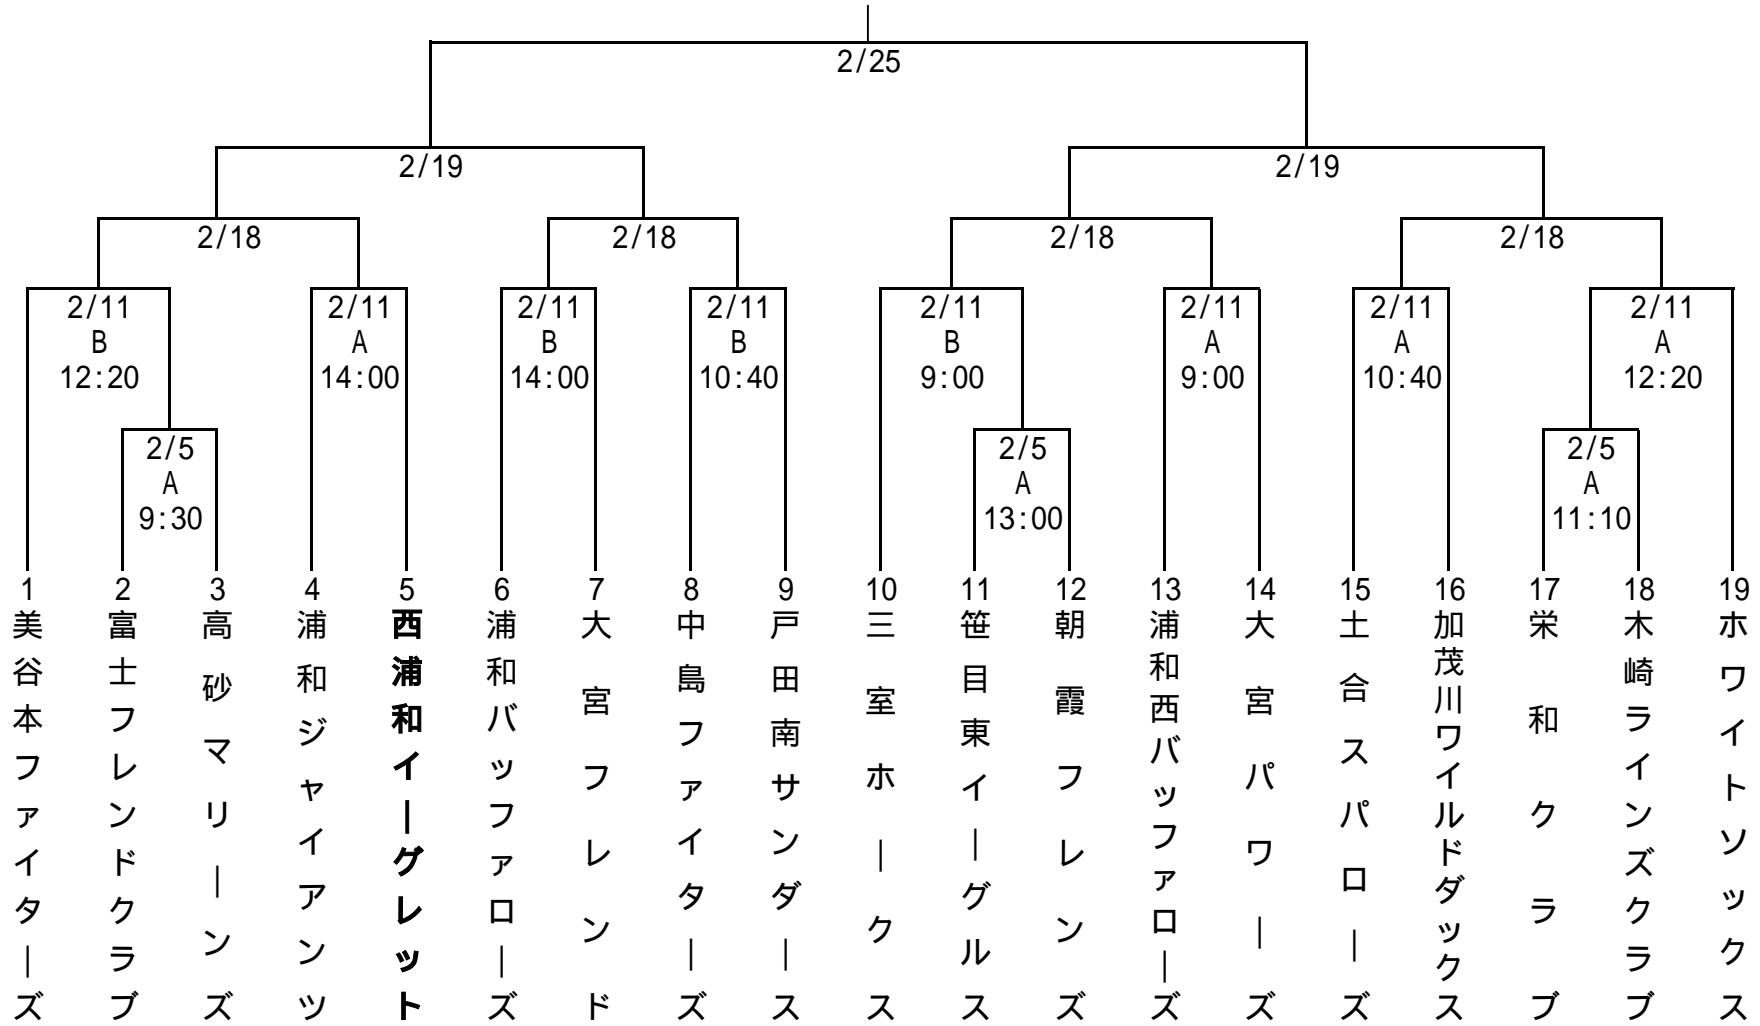 2/25
2/19
2/19
2/18
2/18
2/18
2/18
2/11
B
12:20
2/11
A
14:00
2/11
B
14:00
2/11
B
10:40
2/11
B
9:00
2/11
A
9:00
2/11
A
10:40
2/11
A
12:20
2/5
A
9:30
2/5
A
13:00
2/5
A
11:10
1
美谷本ファイターズ
2
富士フレンドクラブ
3
高砂マリーンズ
4
浦和ジャイアンツ
5
西浦和イーグレット
6
浦和バッファローズ
7
大宮フレンド
8
中島ファイターズ
9
戸田南サンダース
10
三室ホークス
11
笹目東イーグルス
12
朝霞フレンズ
13
浦和西バッファローズ
14
大宮パワーズ
15
土合スパローズ
16
加茂川ワイルドダックス
17
栄和クラブ
18
木崎ラインズクラブ
19
ホワイトソックス